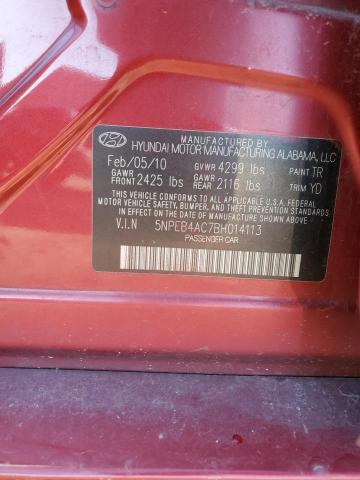 MANUFACTURED BY
HYUNDAI MOTOR MANUFACTURING ALABAMA, LLC
Feb/05/10 GVWR 4299 lbs PAINT TR
GAWR FRONT 2425 lbs GAWR REAR 2116 lbs TRIM YD
THIS VEHICLE CONFORMS TO ALL APPLICABLE U.S.A FEDERAL
MOTOR VEHICLE SAFETY, BUMPER, AND THEFT PREVENTION
STANDARDS IN EFFECT ON THE DATE OF MANUFACTURE SHOWN ABOVE.
V.I.N 5NPEB4AC7BH014113
PASSENGER CAR